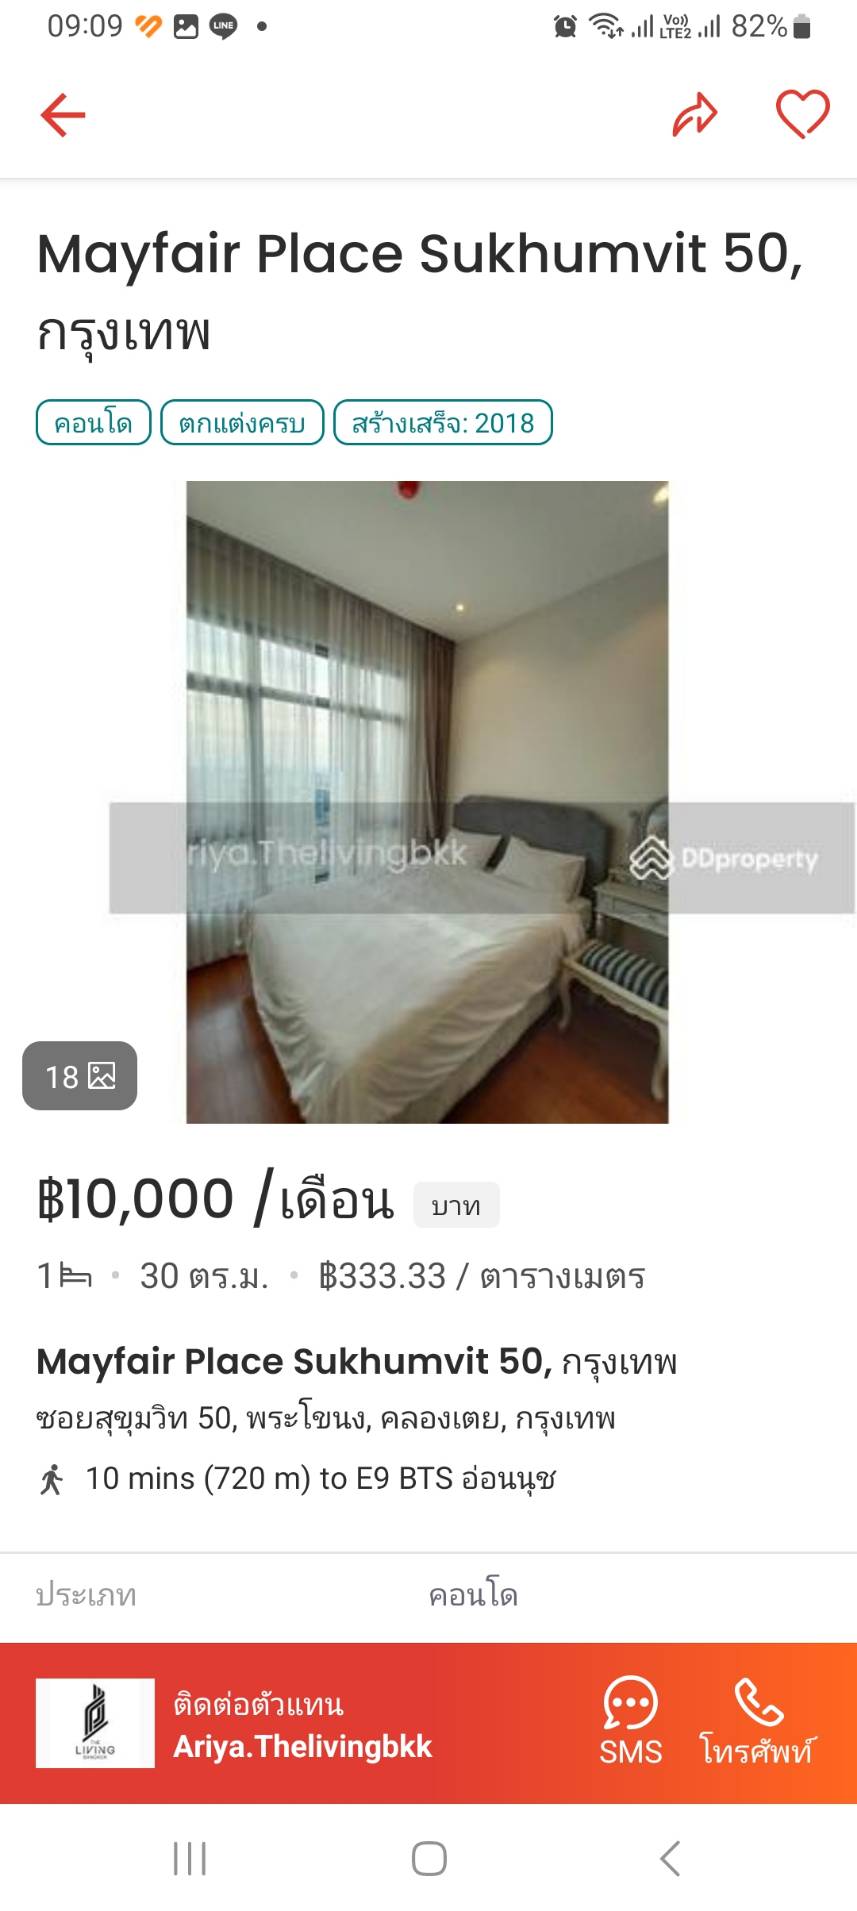 09:09
LINE
Vo))
LTE2
82%
Mayfair Place Sukhumvit 50,
กรุงเทพ
คอนโด
ตกแต่งครบ
สร้างเสร็จ: 2018
riya.Thelivingbkk
DDproperty
18
฿10,000 /เดือน
บาท
1 • 30 ตร.ม. • ฿333.33 / ตารางเมตร
Mayfair Place Sukhumvit 50, กรุงเทพ
ซอยสุขุมวิท 50, พระโขนง, คลองเตย, กรุงเทพ
10 mins (720 m) to E9 BTS อ่อนนุช
ประเภท
คอนโด
THE
LIVING
BANGKOK
ติดต่อตัวแทน
Ariya.Thelivingbkk
SMS
โทรศัพท์